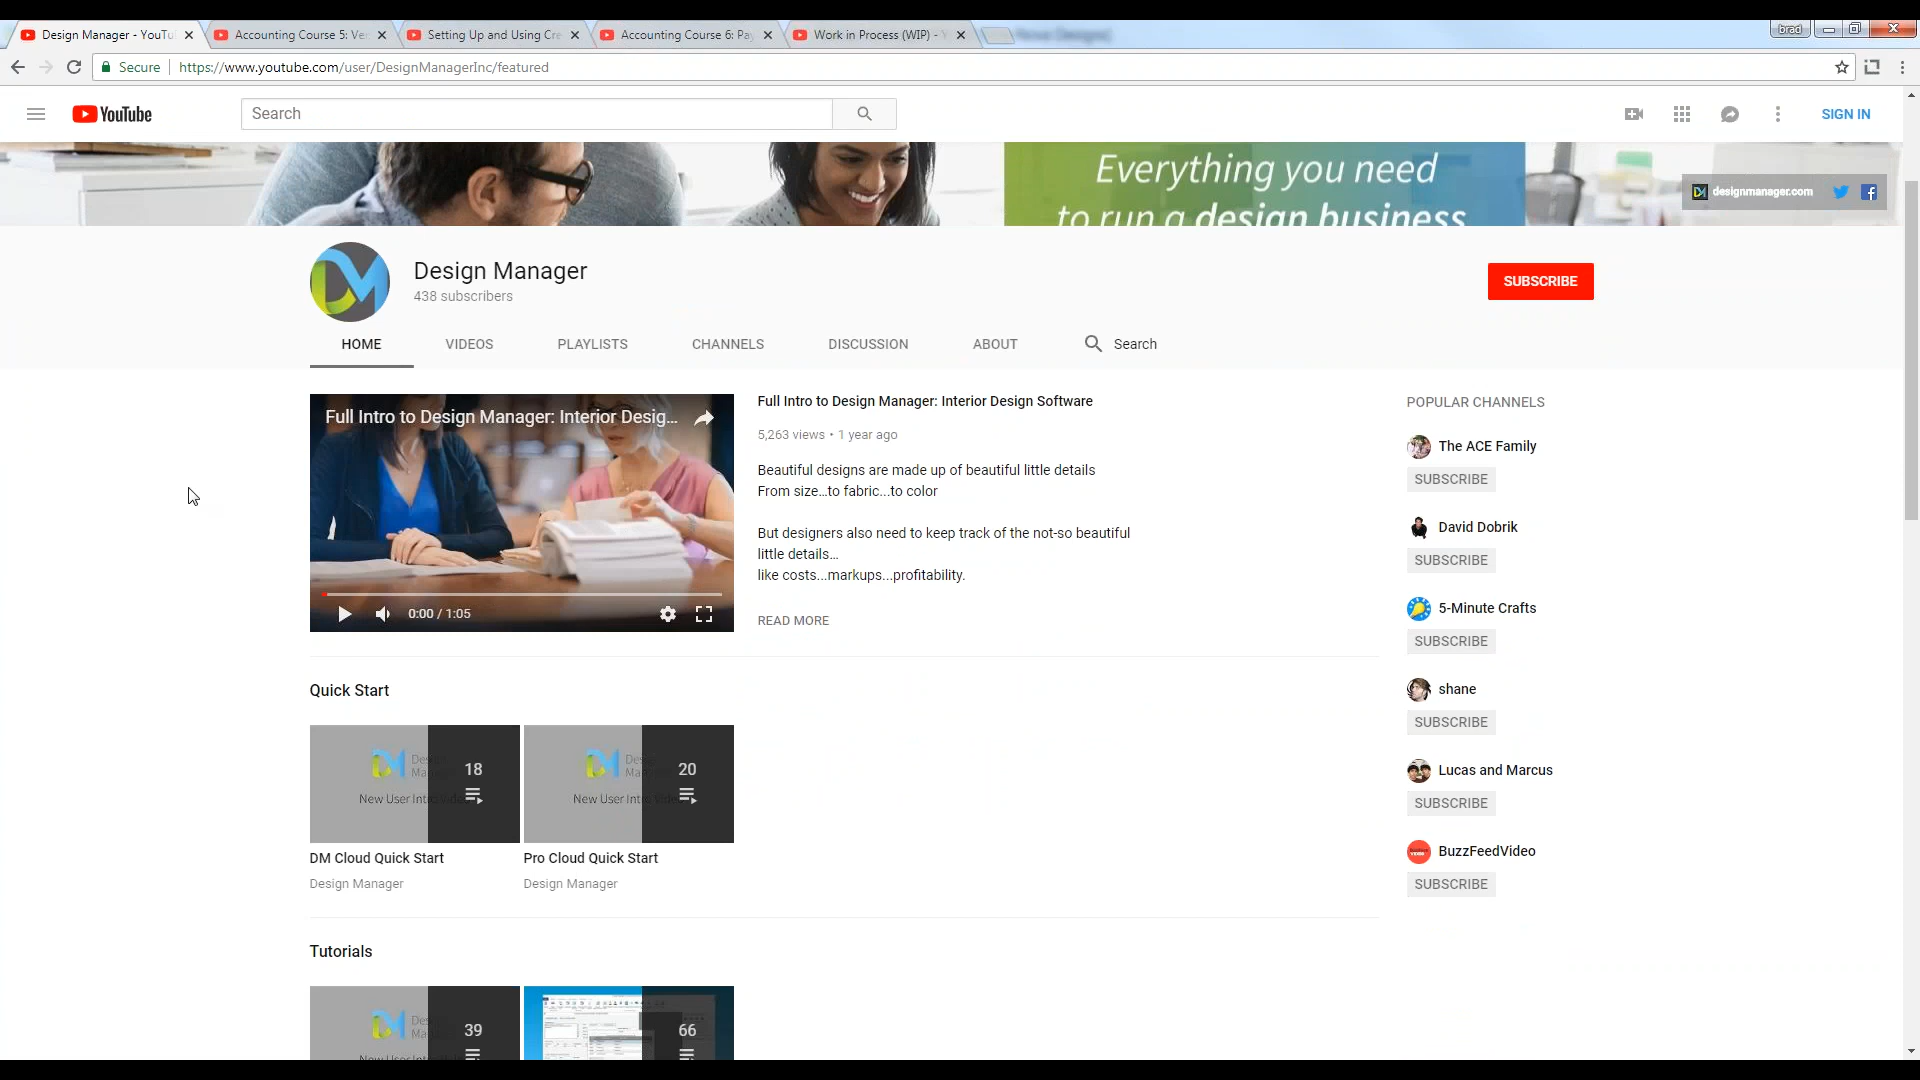 Design Manager - YouTu
Accounting Course 5: Ve
Setting Up and Using Cre
Accounting Course 6: Pa
Work in Process (WIP) -
brad
Secure
https://www.youtube.com/user/DesignManagerInc/featured
YouTube
Search
SIGN IN
Everything you need
to run a design business
designmanager.com
Design Manager
438 subscribers
SUBSCRIBE
HOME
VIDEOS
PLAYLISTS
CHANNELS
DISCUSSION
ABOUT
Search
Full Intro to Design Manager: Interior Desig...
0:00 / 1:05
Full Intro to Design Manager: Interior Design Software
5,263 views • 1 year ago
Beautiful designs are made up of beautiful little details
From size...to fabric...to color
But designers also need to keep track of the not-so beautiful
little details...
like costs...markups...profitability.
READ MORE
POPULAR CHANNELS
The ACE Family
SUBSCRIBE
David Dobrik
SUBSCRIBE
5-Minute Crafts
SUBSCRIBE
shane
SUBSCRIBE
Lucas and Marcus
SUBSCRIBE
BuzzFeedVideo
SUBSCRIBE
Quick Start
18
New User Intro
DM Cloud Quick Start
Design Manager
20
New User Intro
Pro Cloud Quick Start
Design Manager
Tutorials
39
66